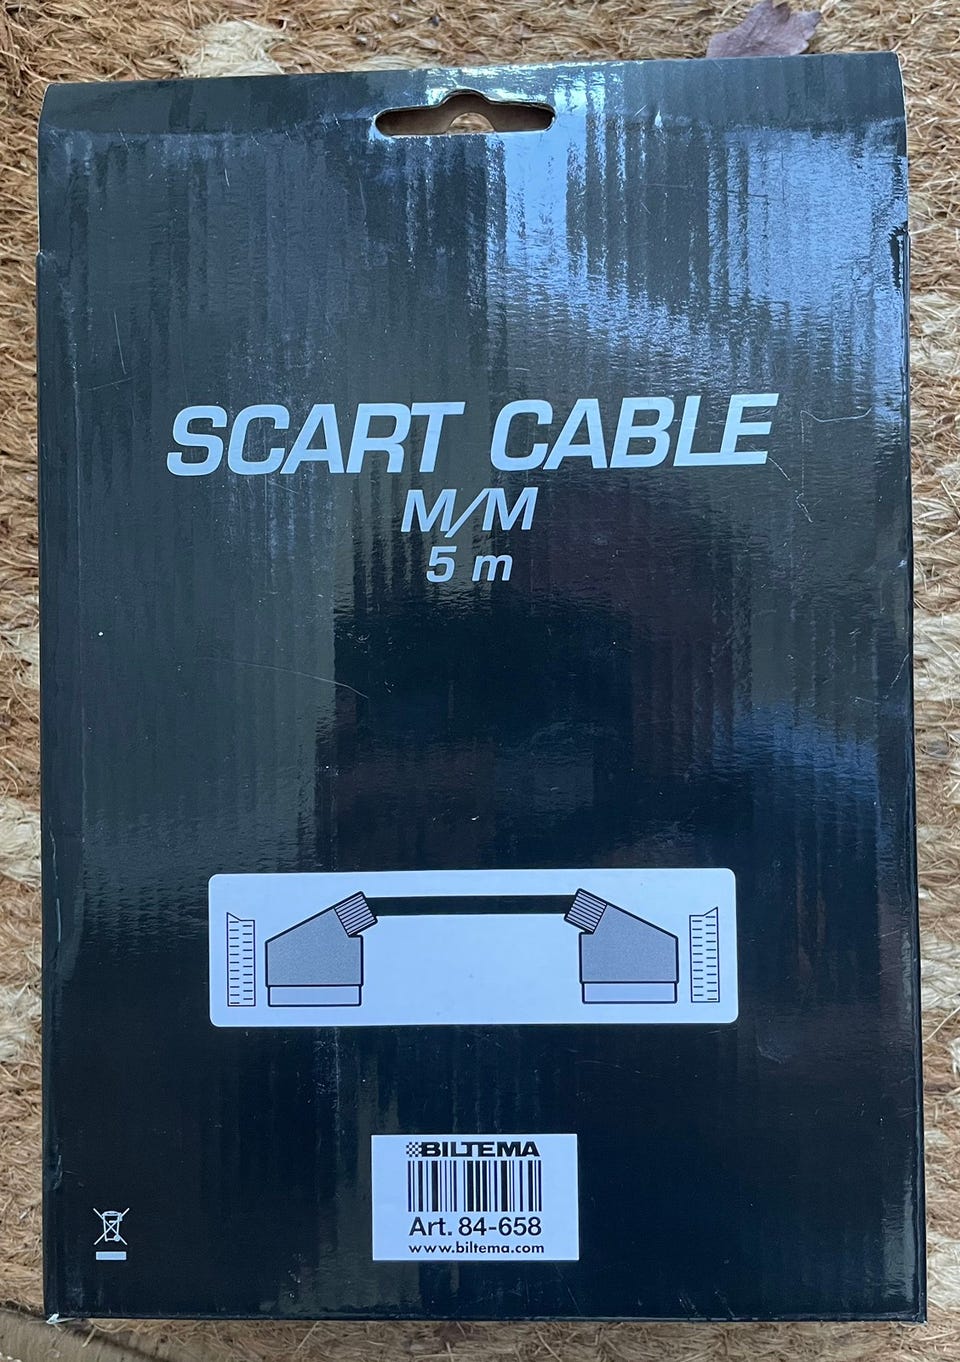 SCART CABLE
M/M
5 m
BILTEMA
Art. 84-658
www.biltema.com